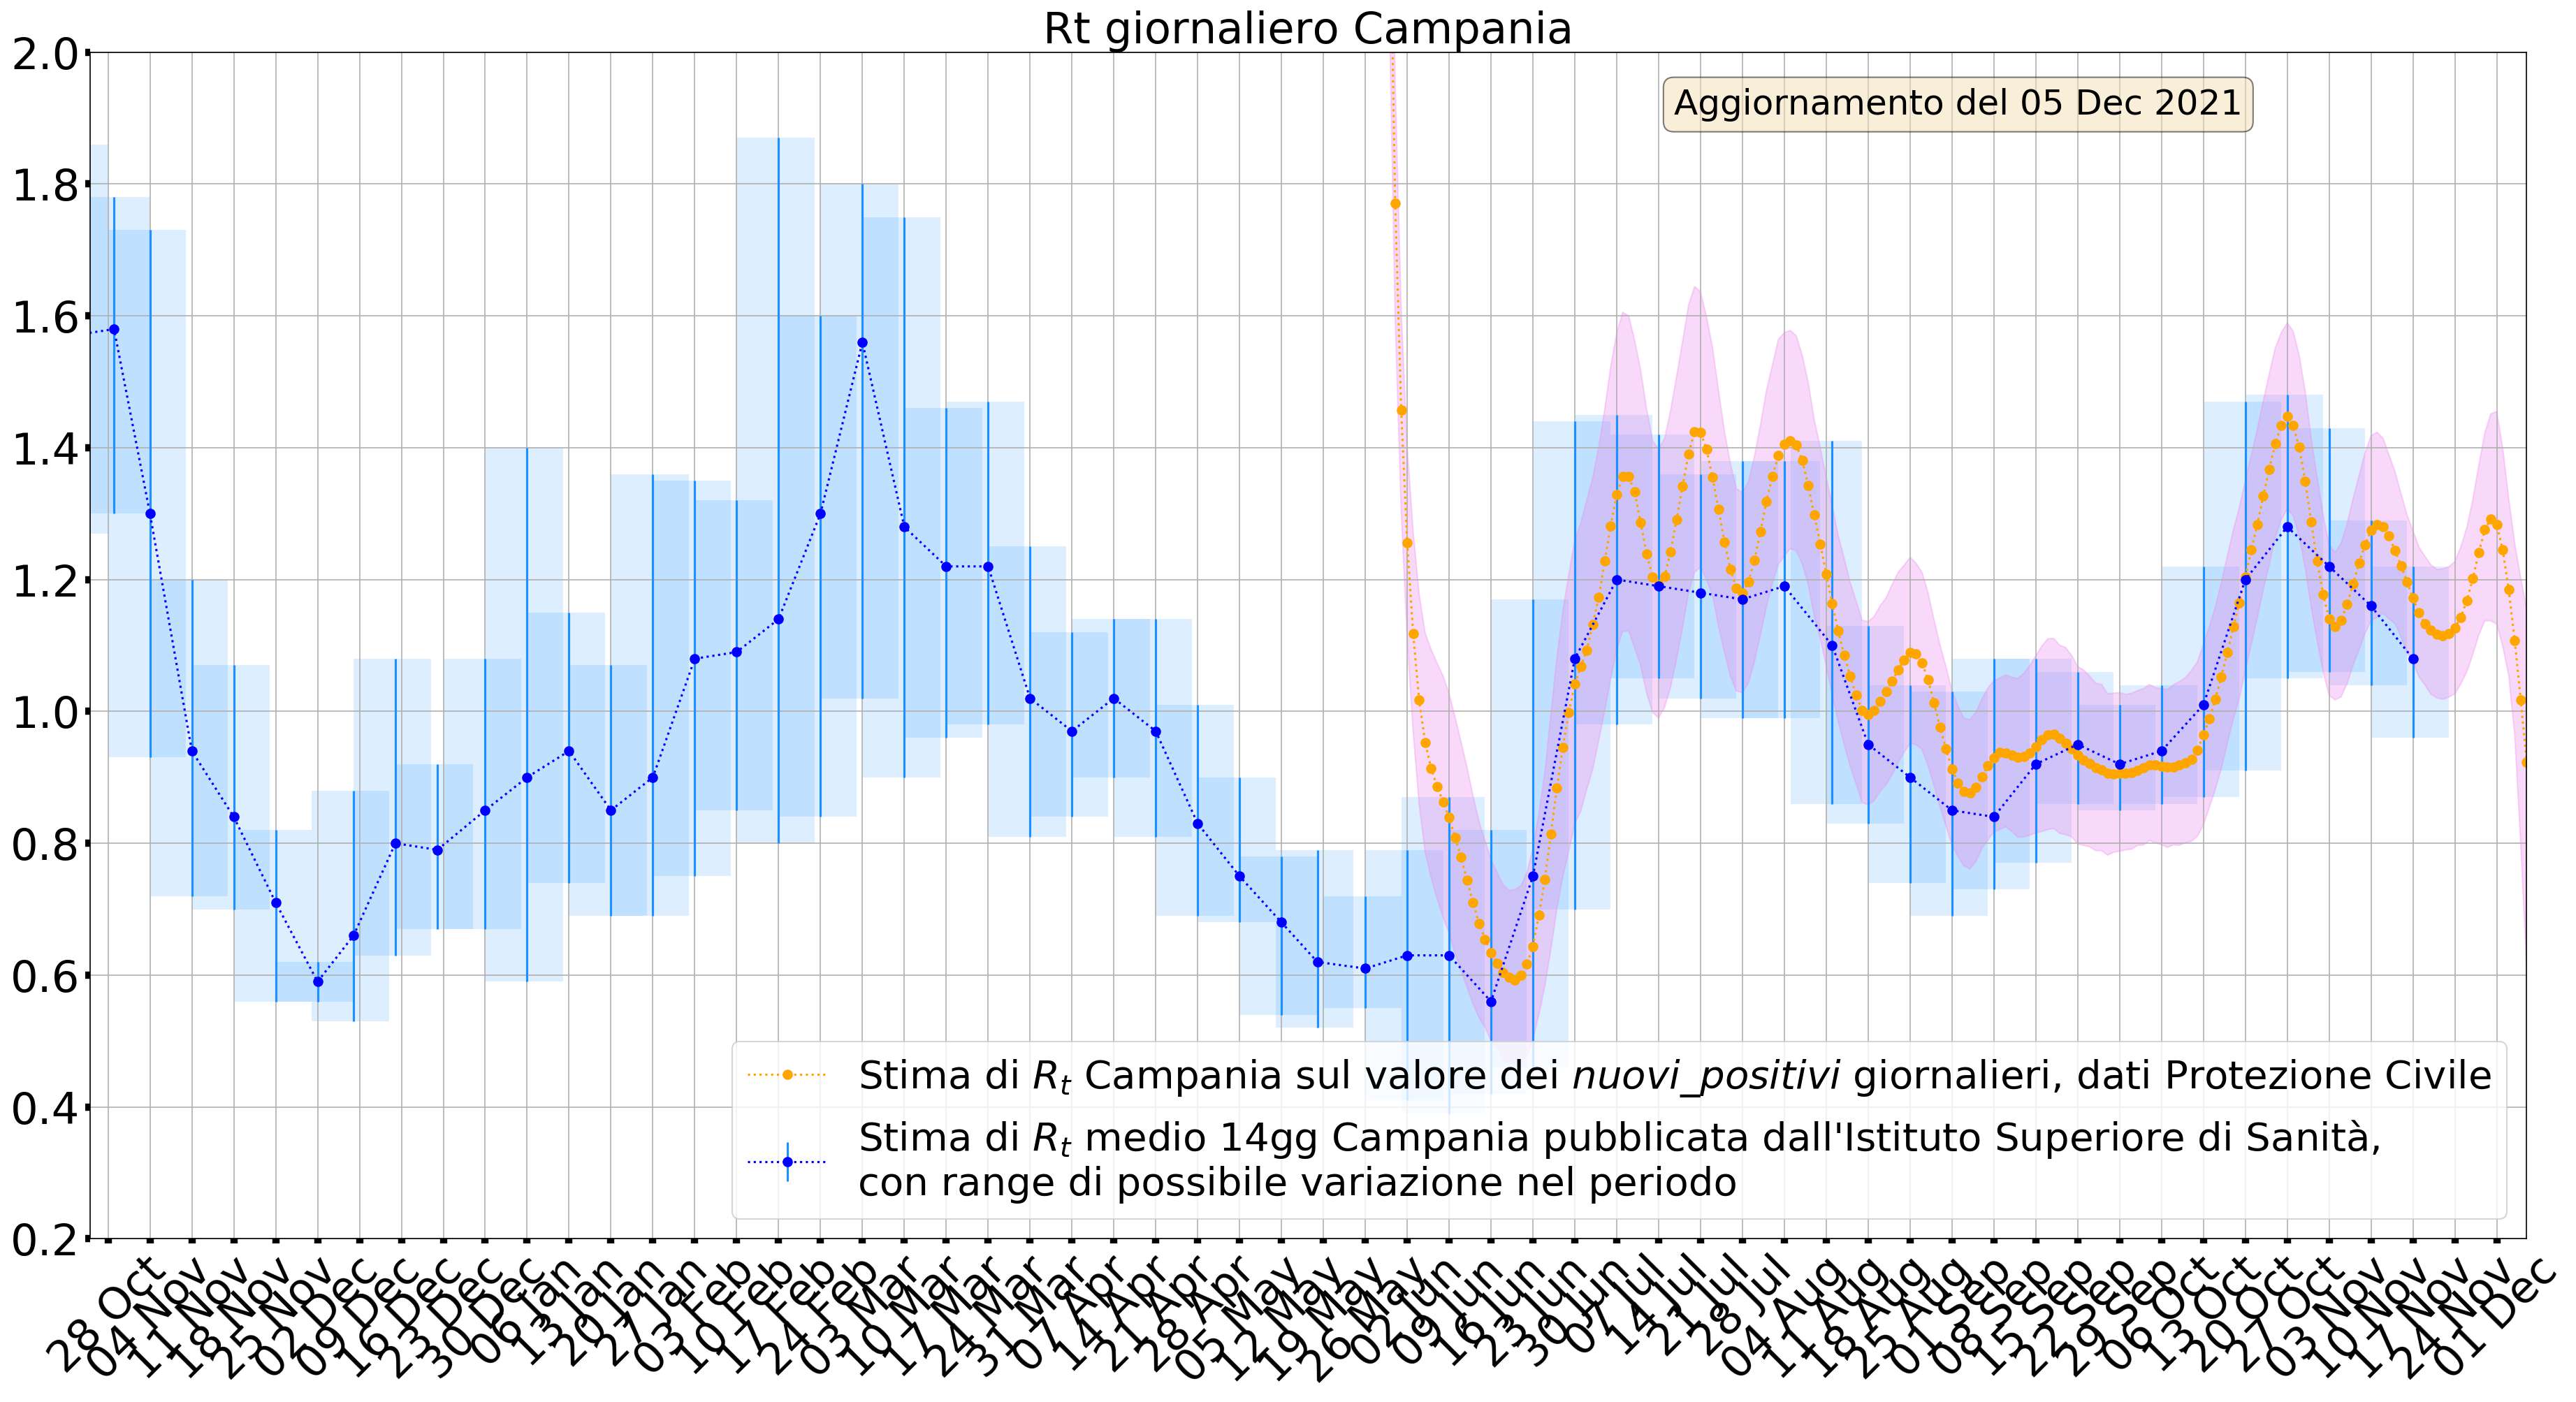 Rt giornaliero Campania
2.0
1.8
1.6
1.4
1.2
1.0
0.8
0.6
0.4
0.2
Aggiornamento del 05 Dec 2021
Stima di Rt Campania sul valore dei nuovi_positivi giornalieri, dati Protezione Civile
Stima di Rt medio 14gg Campania pubblicata dall'Istituto Superiore di Sanità,
con range di possibile variazione nel periodo
28 Oct
04 Nov
11 Nov
18 Nov
25 Nov
02 Dec
09 Dec
16 Dec
23 Dec
30 Dec
06 Jan
13 Jan
20 Jan
27 Jan
03 Feb
10 Feb
17 Feb
24 Feb
03 Mar
10 Mar
17 Mar
24 Mar
31 Mar
07 Apr
14 Apr
21 Apr
28 Apr
05 May
12 May
19 May
26 May
02 Jun
09 Jun
16 Jun
23 Jun
30 Jun
07 Jul
14 Jul
21 Jul
28 Jul
04 Aug
11 Aug
18 Aug
25 Aug
01 Sep
08 Sep
15 Sep
22 Sep
29 Sep
06 Oct
13 Oct
20 Oct
27 Oct
03 Nov
10 Nov
17 Nov
24 Nov
01 Dec